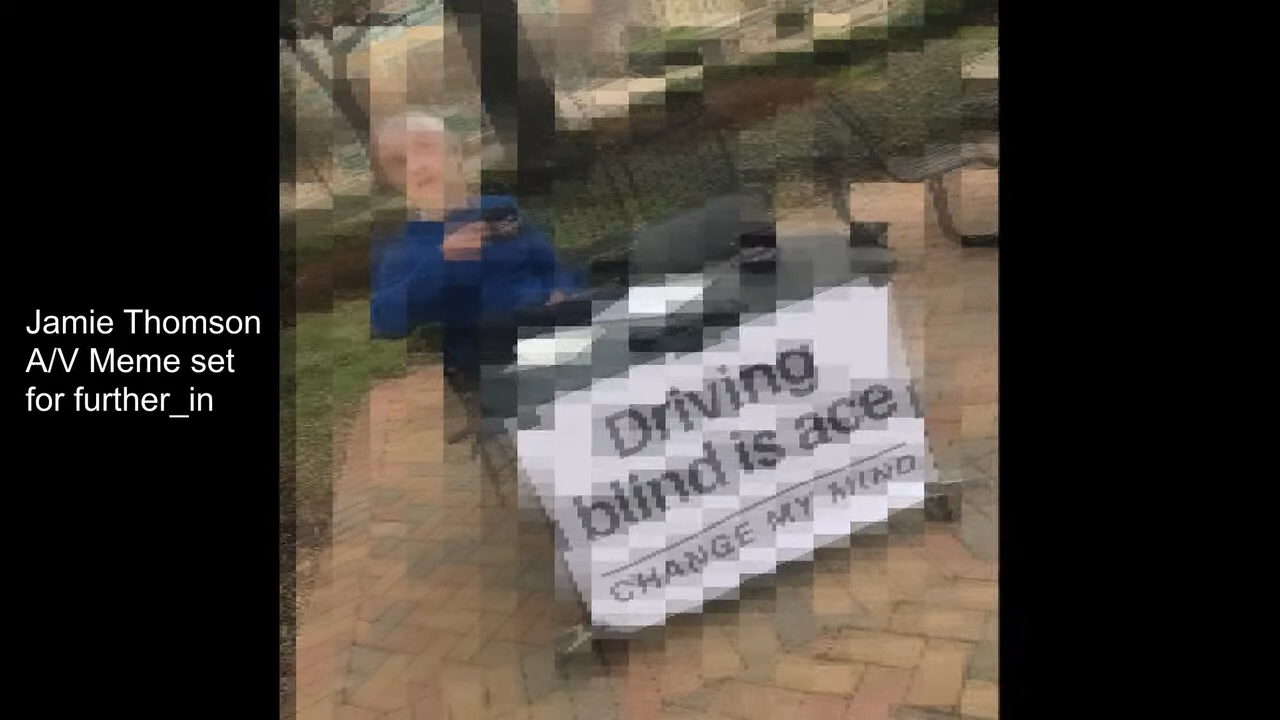 Jamie Thomson
A/V Meme set
for further_in
Driving
blind is ace
CHANGE MY MIND